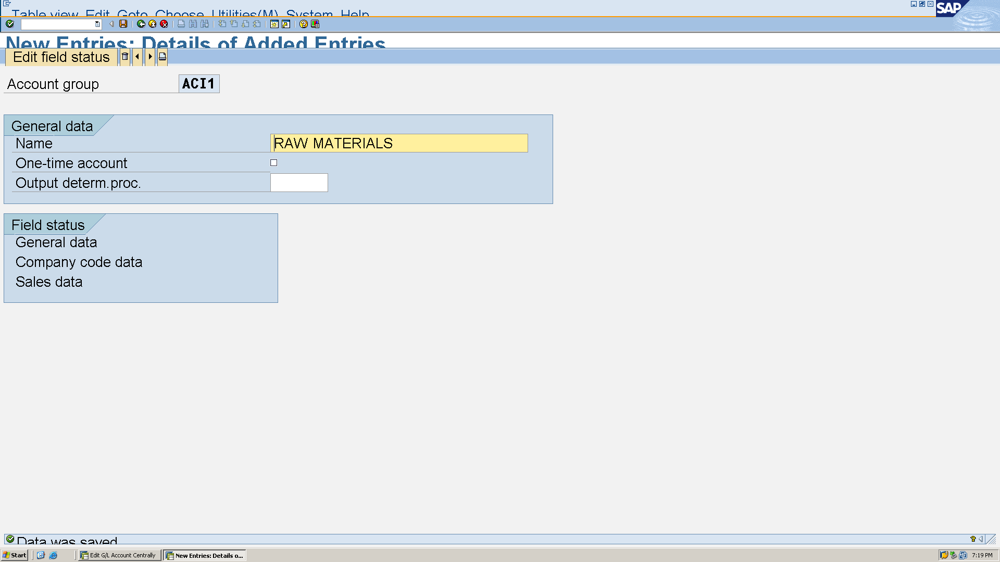 Table view Edit Goto Choose Utilities(M) System Help
SAP
New Entries: Details of Added Entries
Edit field status
Account group ACI1
General data
Name RAW MATERIALS
One-time account
Output determ.proc.
Field status
General data
Company code data
Sales data
Data was saved
Start Edit G/L Account Centrally New Entries: Details o... 7:19 PM